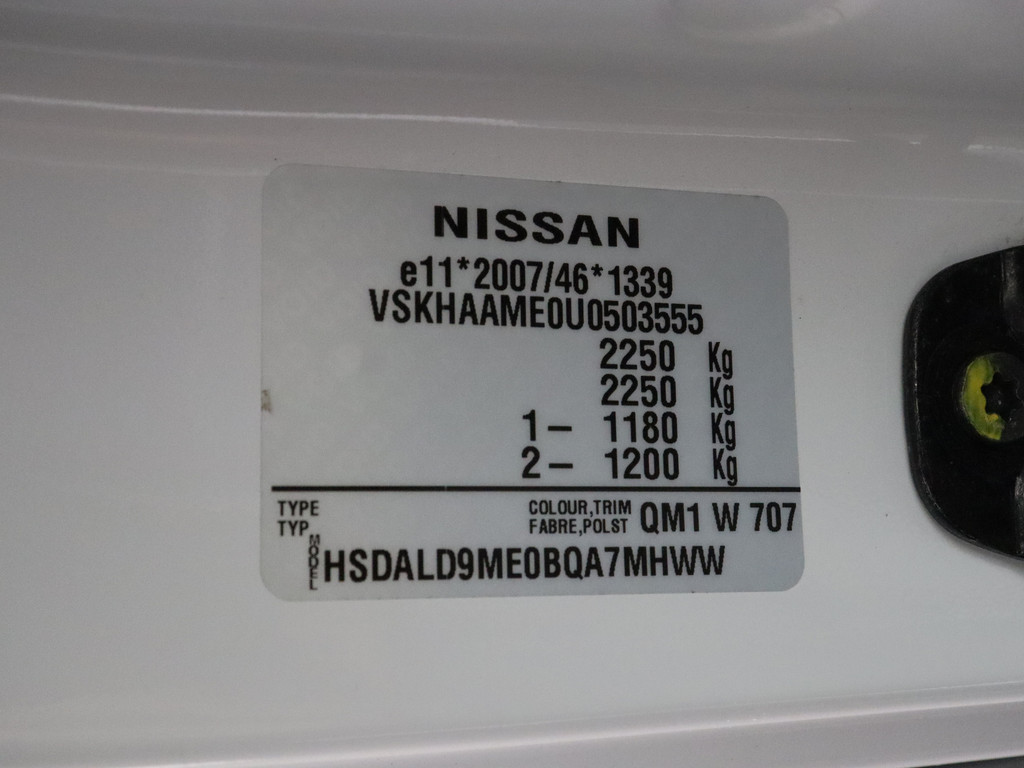 NISSAN
e11*2007/46*1339
VSKHAAME0U0503555
2250 Kg
2250 Kg
1– 1180 Kg
2– 1200 Kg
TYPE COLOUR,TRIM QM1 W 707
TYP FABRE,POLST
MODEL HSDALD9ME0BQA7MHWW